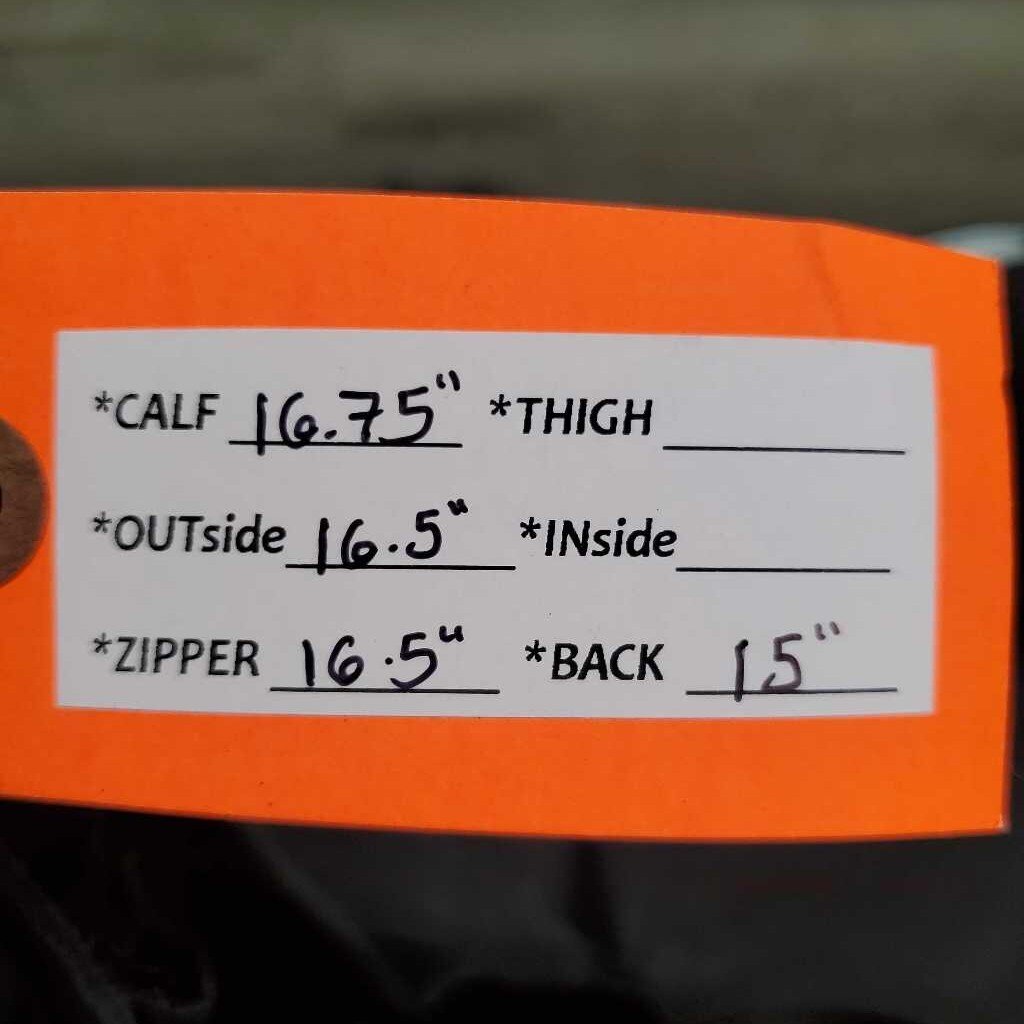 *CALF 16.75" *THIGH
*OUTside 16.5" *INside
*ZIPPER 16.5" *BACK 15"